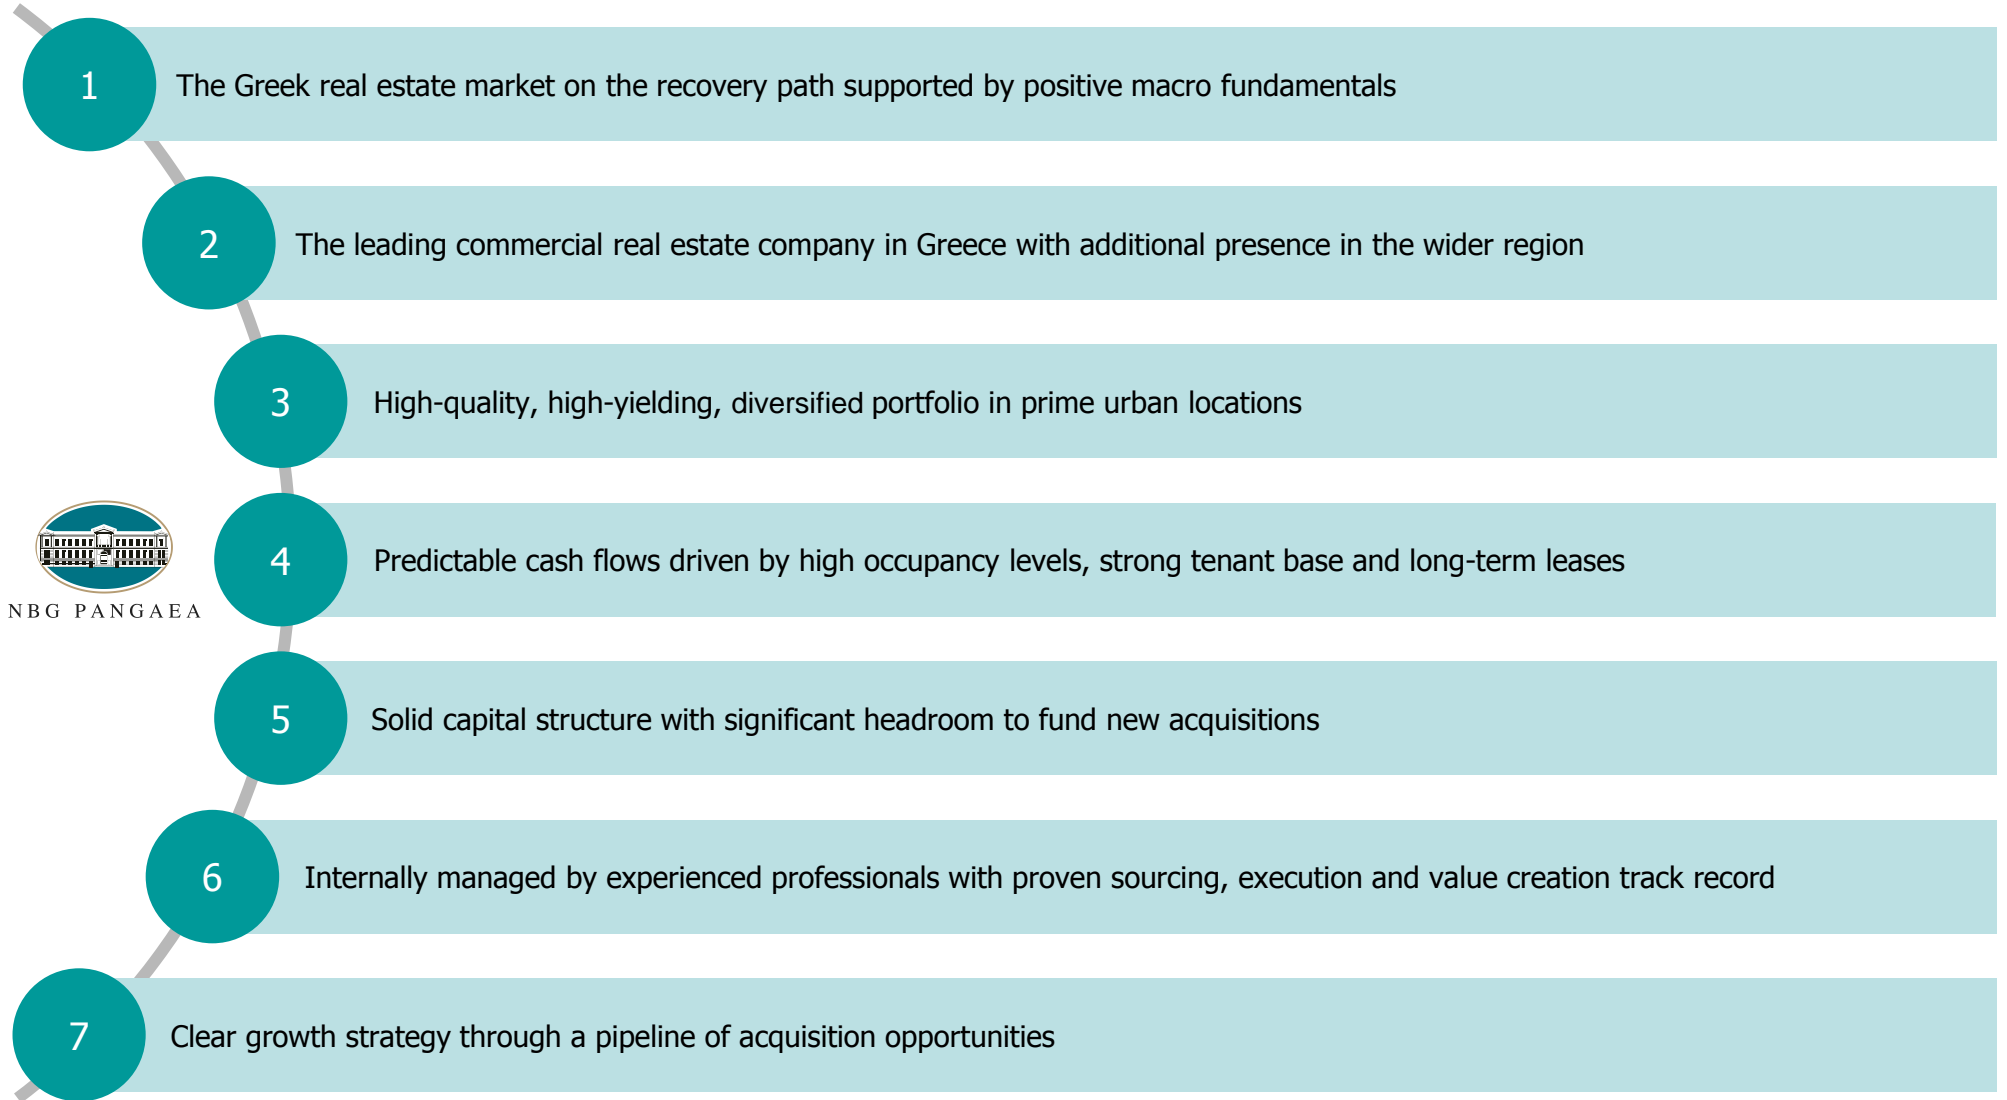 1
The Greek real estate market on the recovery path supported by positive macro fundamentals
2
The leading commercial real estate company in Greece with additional presence in the wider region
3
High-quality, high-yielding, diversified portfolio in prime urban locations
NBG PANGAEA
4
Predictable cash flows driven by high occupancy levels, strong tenant base and long-term leases
5
Solid capital structure with significant headroom to fund new acquisitions
6
Internally managed by experienced professionals with proven sourcing, execution and value creation track record
7
Clear growth strategy through a pipeline of acquisition opportunities